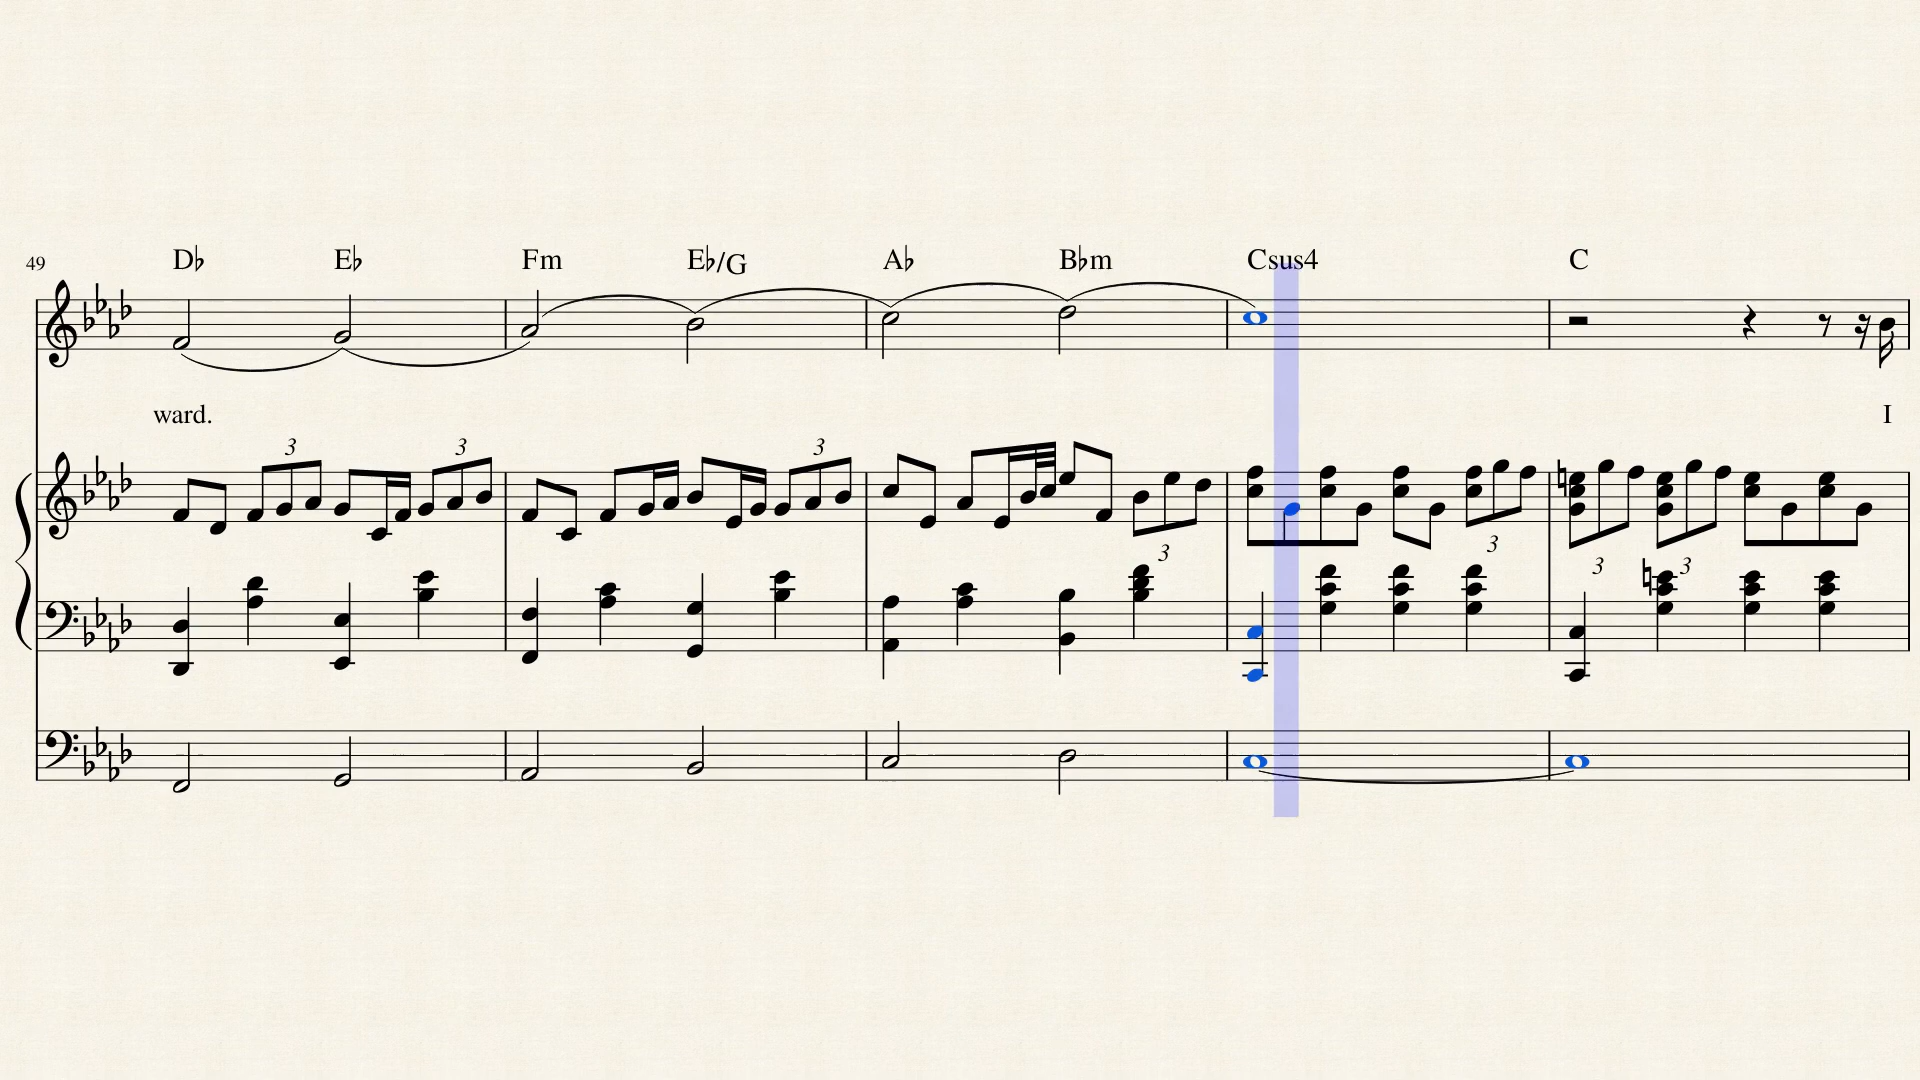 49 D♭ E♭ Fm E♭/G A♭ B♭m Csus4 C
ward. I
3 3 3
3 3 3 3